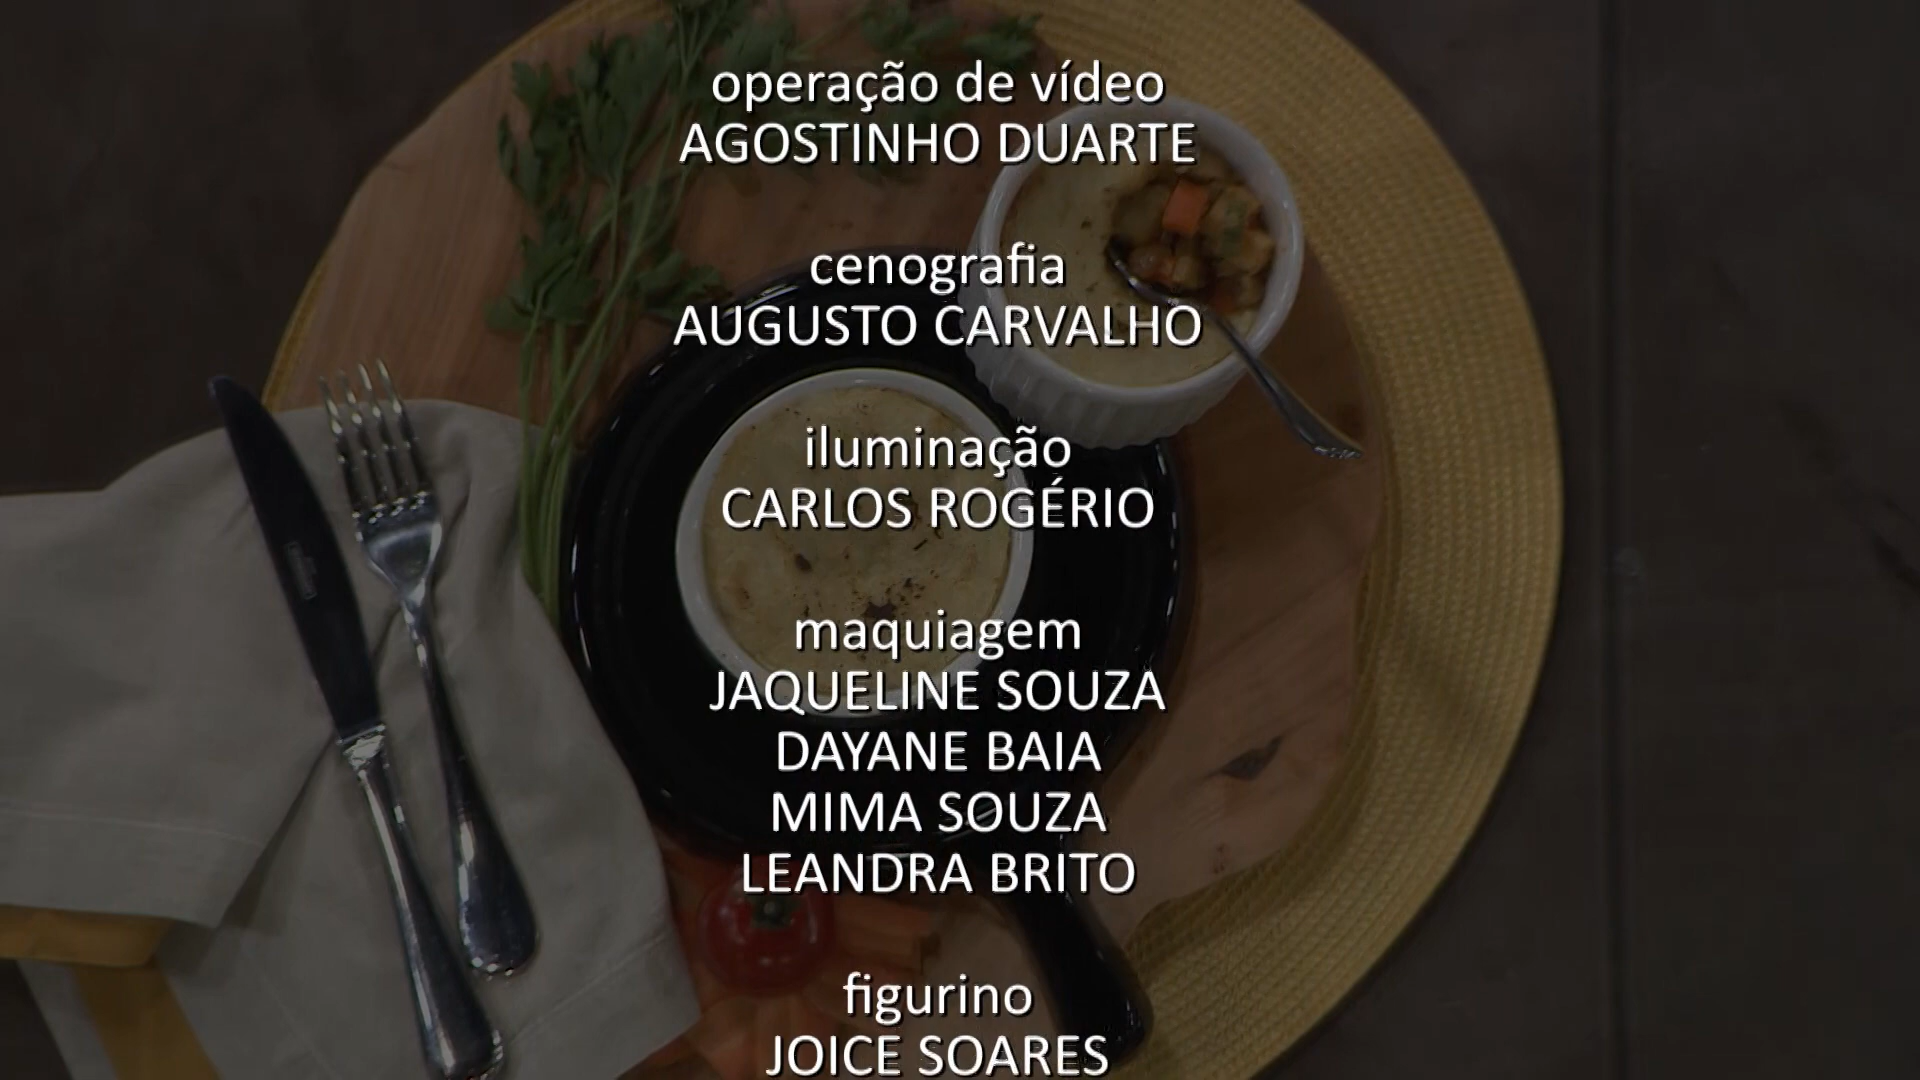 operação de vídeo
AGOSTINHO DUARTE
cenografia
AUGUSTO CARVALHO
iluminação
CARLOS ROGÉRIO
maquiagem
JAQUELINE SOUZA
DAYANE BAIA
MIMA SOUZA
LEANDRA BRITO
figurino
JOICE SOARES